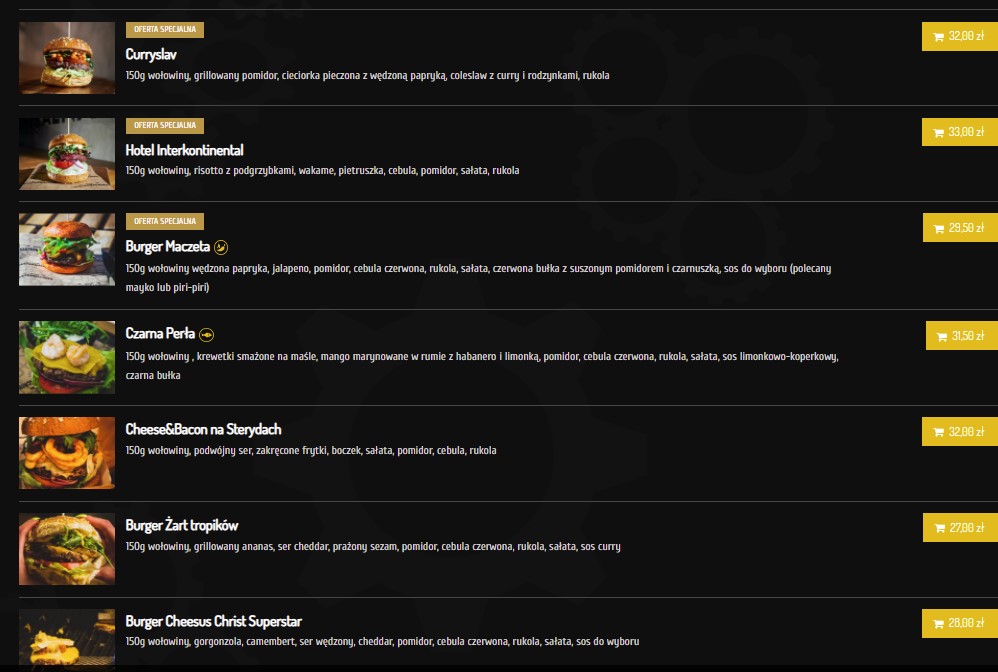 OFERTA SPECJALNA
Curryslav
32,00 zł
150g wołowiny, grillowany pomidor, cieciorka pieczona z wędzoną papryką, coleslaw z curry i rodzynkami, rukola
OFERTA SPECJALNA
Hotel Interkontinental
33,00 zł
150g wołowiny, risotto z podgrzybkami, wakame, pietruszka, cebula, pomidor, sałata, rukola
OFERTA SPECJALNA
Burger Maczeta
29,50 zł
150g wołowiny wędzona papryka, jalapeno, pomidor, cebula czerwona, rukola, sałata, czerwona bułka z suszonym pomidorem i czarnuszką, sos do wyboru (polecany
mayko lub piri-piri)
Czarna Perła
31,50 zł
150g wołowiny , krewetki smażone na maśle, mango marynowane w rumie z habanero i limonką, pomidor, cebula czerwona, rukola, sałata, sos limonkowo-koperkowy,
czarna bułka
Cheese&Bacon na Sterydach
32,00 zł
150g wołowiny, podwójny ser, zakręcone frytki, boczek, sałata, pomidor, cebula, rukola
Burger Żart tropików
27,00 zł
150g wołowiny, grillowany ananas, ser cheddar, prażony sezam, pomidor, cebula czerwona, rukola, sałata, sos curry
Burger Cheesus Christ Superstar
28,00 zł
150g wołowiny, gorgonzola, camembert, ser wędzony, cheddar, pomidor, cebula czerwona, rukola, sałata, sos do wyboru